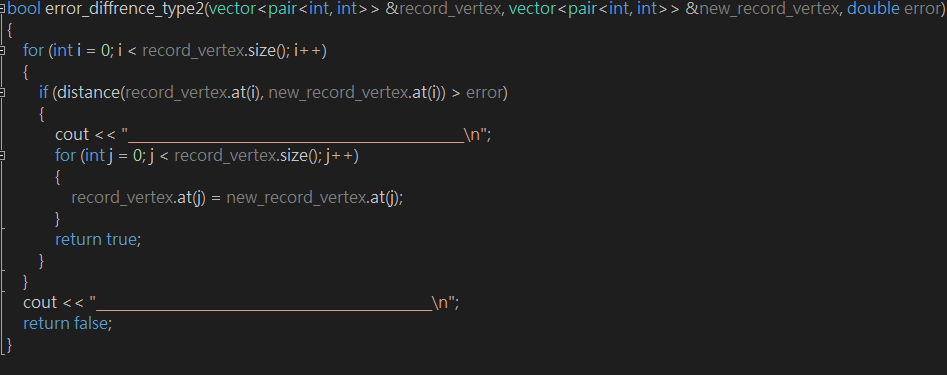 bool error_diffrence_type2(vector<pair<int, int>> &record_vertex, vector<pair<int, int>> &new_record_vertex, double error)
{
for (int i = 0; i < record_vertex.size(); i++)
{
if (distance(record_vertex.at(i), new_record_vertex.at(i)) > error)
{
cout << "__________________________________________\n";
for (int j = 0; j < record_vertex.size(); j++)
{
record_vertex.at(j) = new_record_vertex.at(j);
}
return true;
}
}
cout << "__________________________________________\n";
return false;
}